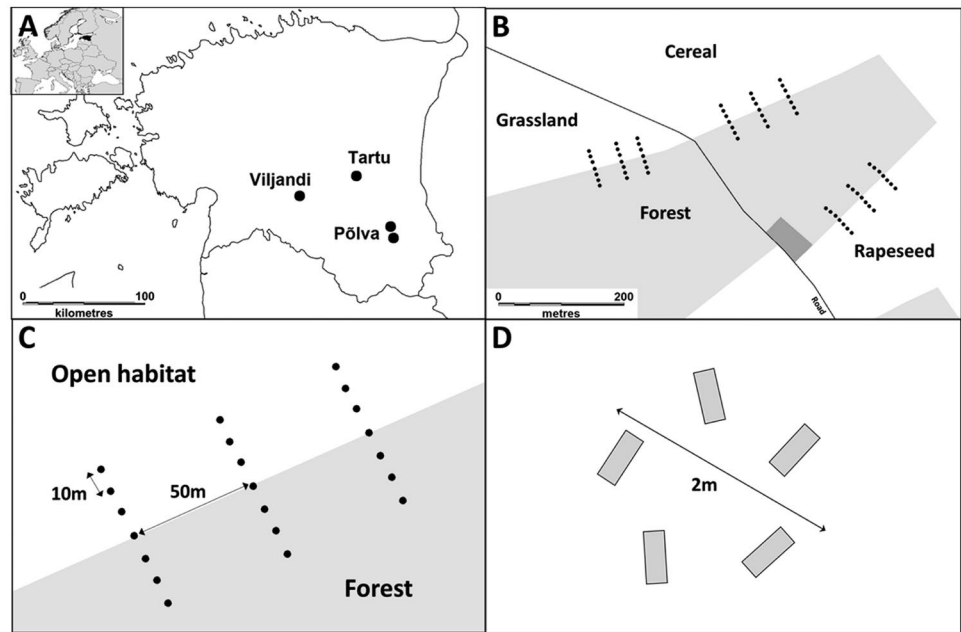 A
Tartu
Viljandi
Põlva
0 100
kilometres
B
Cereal
Grassland
Forest
Rapeseed
0 200
metres
Road
C
Open habitat
10m
50m
Forest
D
2m